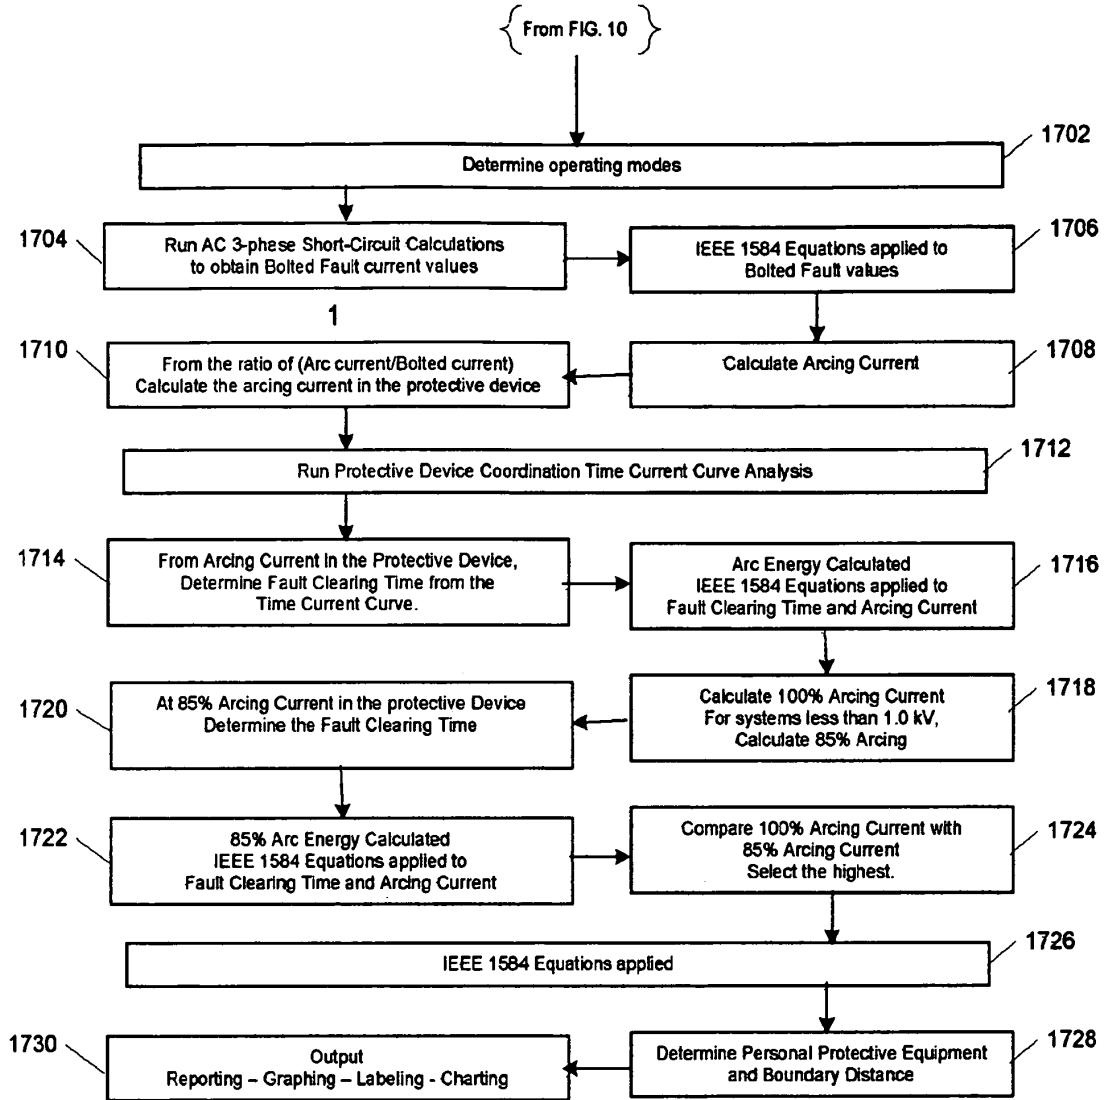 From FIG. 10
1702
Determine operating modes
1704
Run AC 3-phase Short-Circuit Calculations
to obtain Bolted Fault current values
1706
IEEE 1584 Equations applied to
Bolted Fault values
1
1710
From the ratio of (Arc current/Bolted current)
Calculate the arcing current in the protective device
1708
Calculate Arcing Current
1712
Run Protective Device Coordination Time Current Curve Analysis
1714
From Arcing Current In the Protective Device,
Determine Fault Clearing Time from the
Time Current Curve.
1716
Arc Energy Calculated
IEEE 1584 Equations applied to
Fault Clearing Time and Arcing Current
1720
At 85% Arcing Current in the protective Device
Determine the Fault Clearing Time
1718
Calculate 100% Arcing Current
For systems less than 1.0 kV,
Calculate 85% Arcing
1722
85% Arc Energy Calculated
IEEE 1584 Equations applied to
Fault Clearing Time and Arcing Current
1724
Compare 100% Arcing Current with
85% Arcing Current
Select the highest.
1726
IEEE 1584 Equations applied
1730
Output
Reporting – Graphing – Labeling - Charting
1728
Determine Personal Protective Equipment
and Boundary Distance